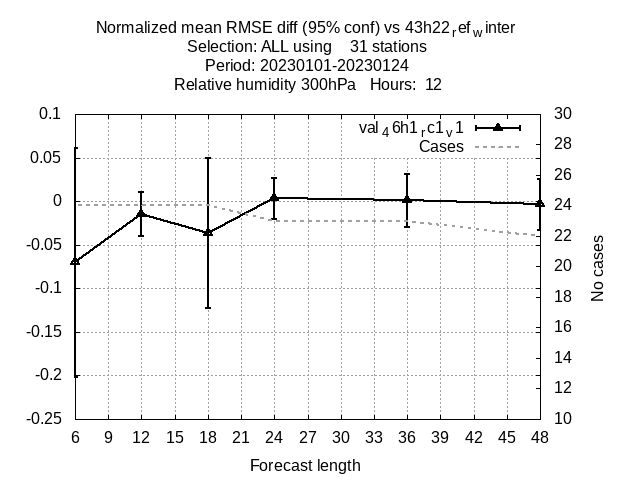 Normalized mean RMSE diff (95% conf) vs 43h22refwinter
Selection: ALL using 31 stations
Period: 20230101-20230124
Relative humidity 300hPa Hours: 12
val46h1rc1v1
Cases
0.1
0.05
0
-0.05
-0.1
-0.15
-0.2
-0.25
30
28
26
24
22
20
18
16
14
12
10
No cases
6 9 12 15 18 21 24 27 30 33 36 39 42 45 48
Forecast length